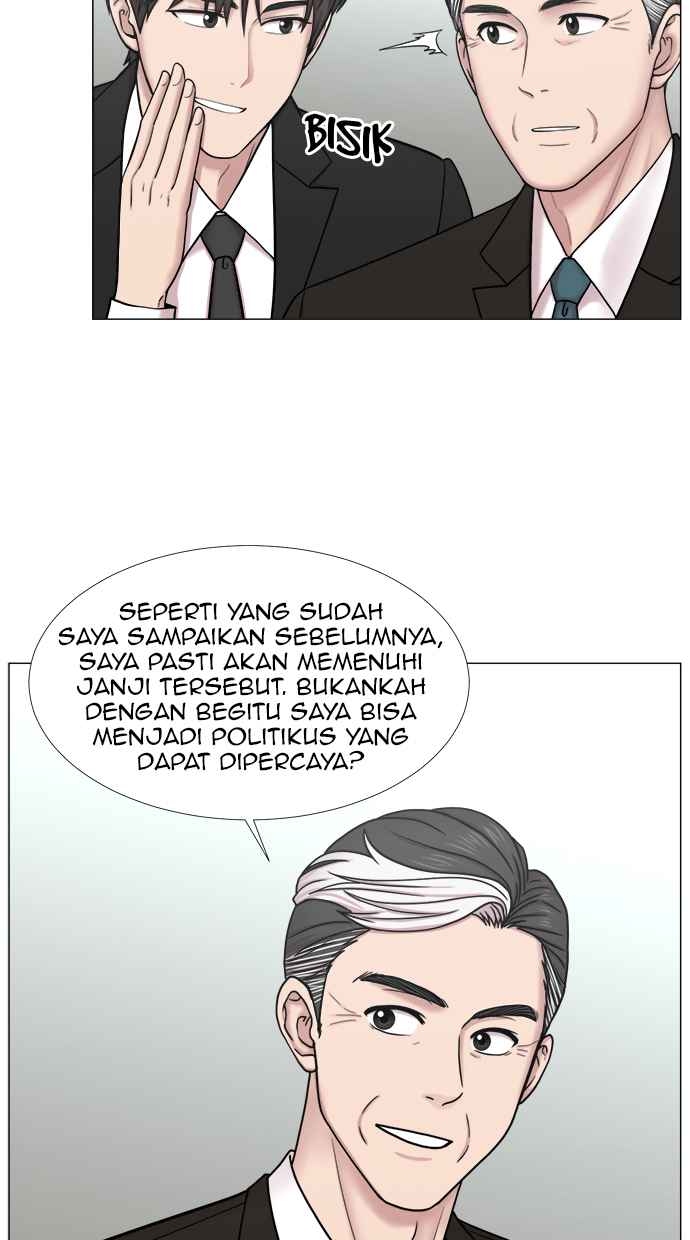 BISIK
SEPERTI YANG SUDAH
SAYA SAMPAIKAN SEBELUMNYA,
SAYA PASTI AKAN MEMENUHI
JANJI TERSEBUT. BUKANKAH
DENGAN BEGITU SAYA BISA
MENJADI POLITIKUS YANG
DAPAT DIPERCAYA?